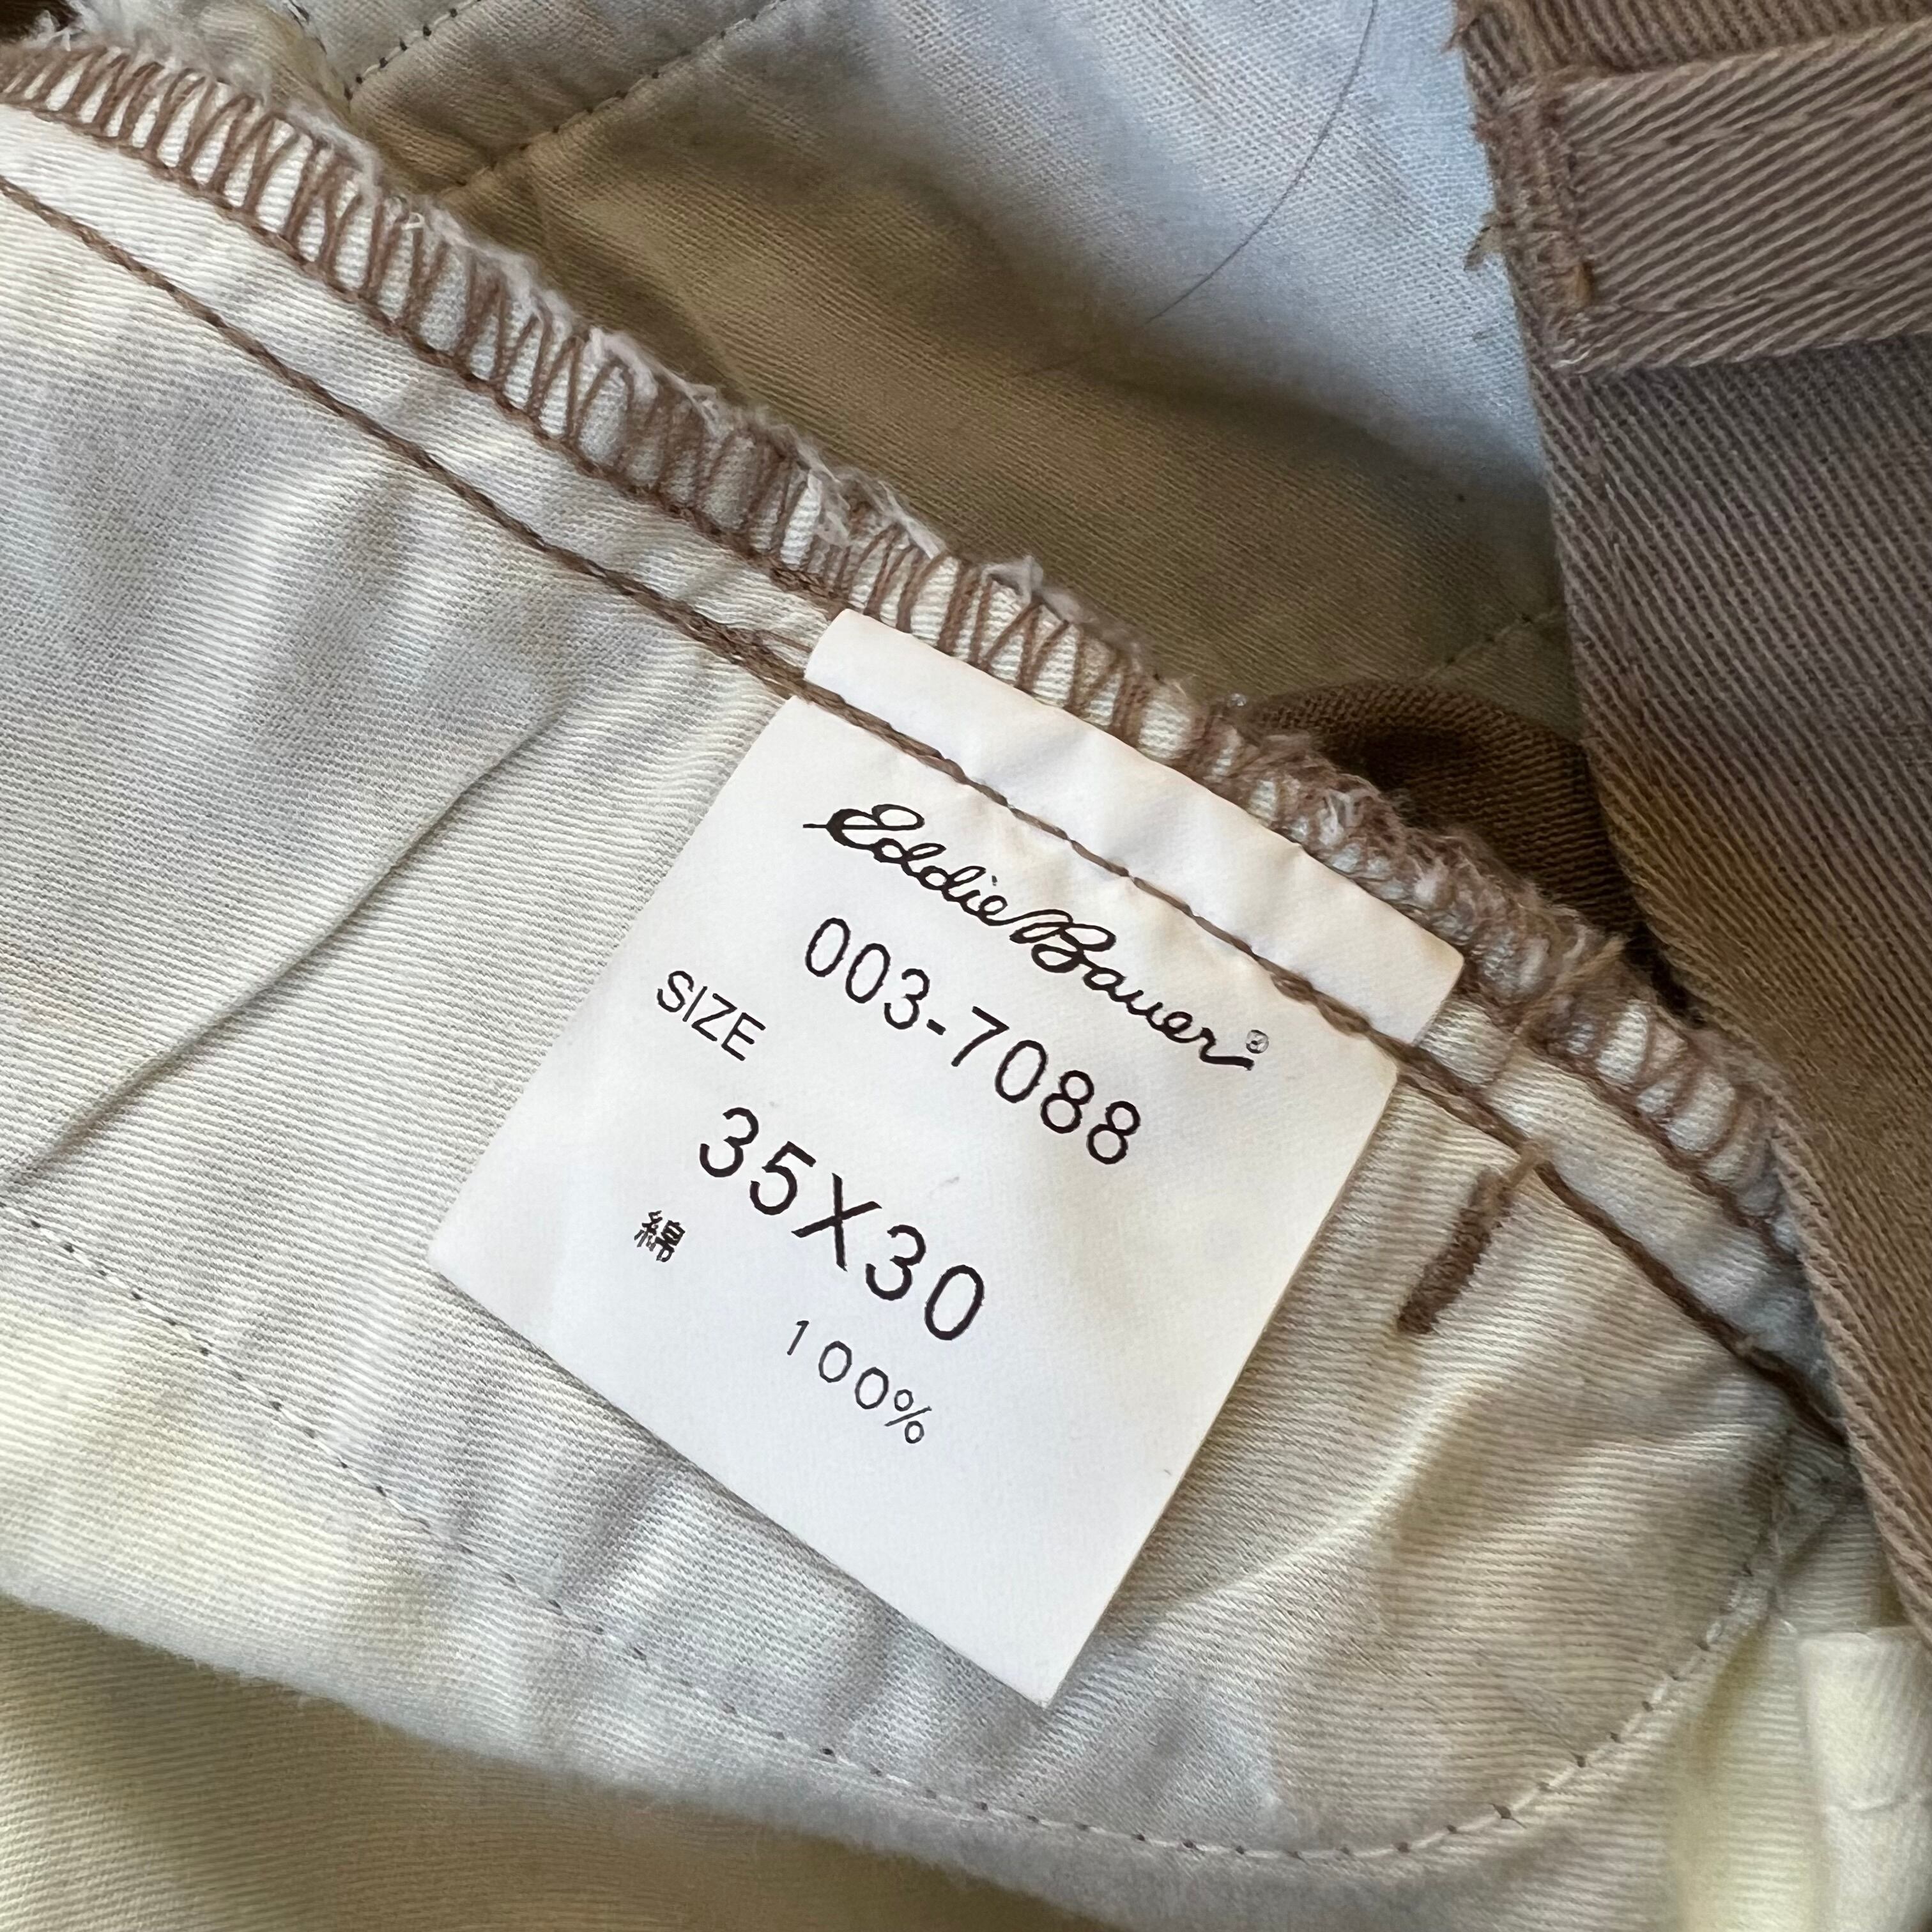 Eddie Bauer®
003-7088
SIZE
35X30
綿 100%